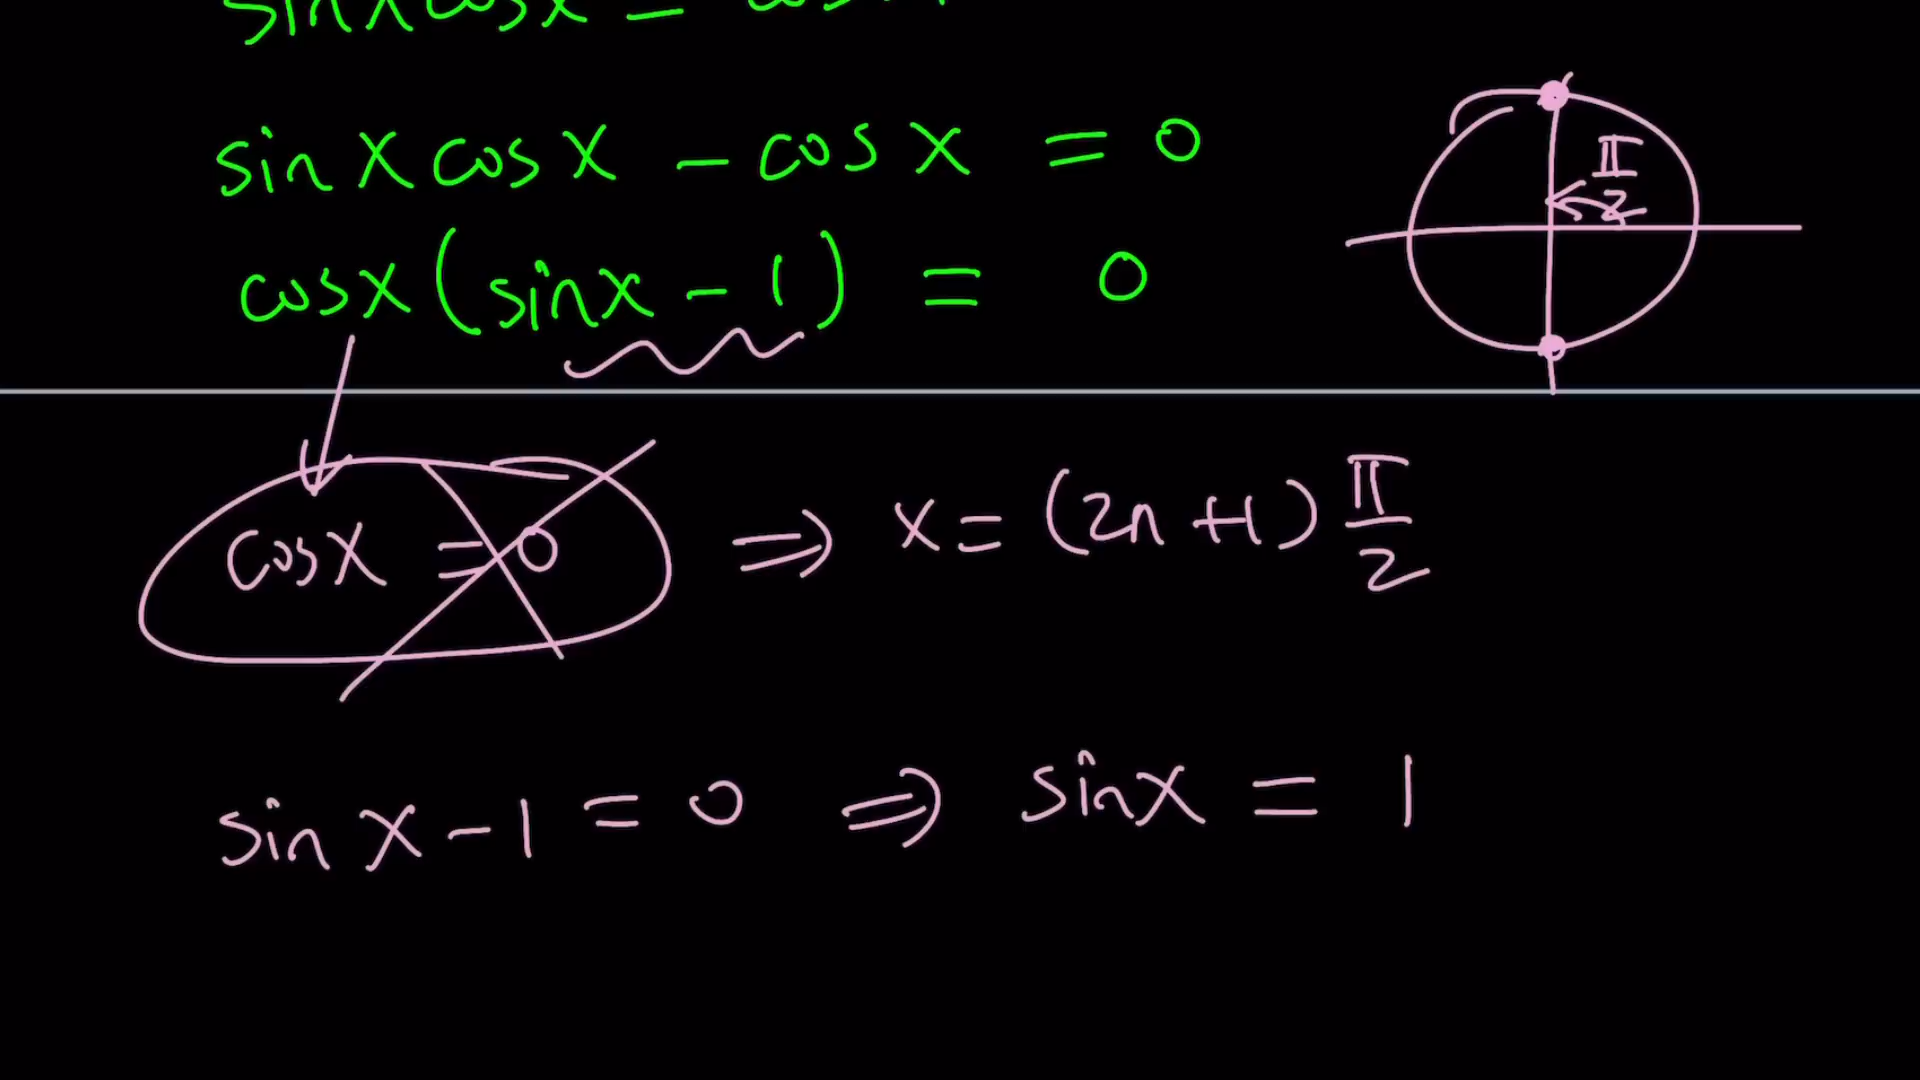 sin x cos x - cos x = 0
π/2
cos x (sin x - 1) = 0
cos x = 0 ⇒ x = (2n + 1) π/2
sin x - 1 = 0 ⇒ sin x = 1